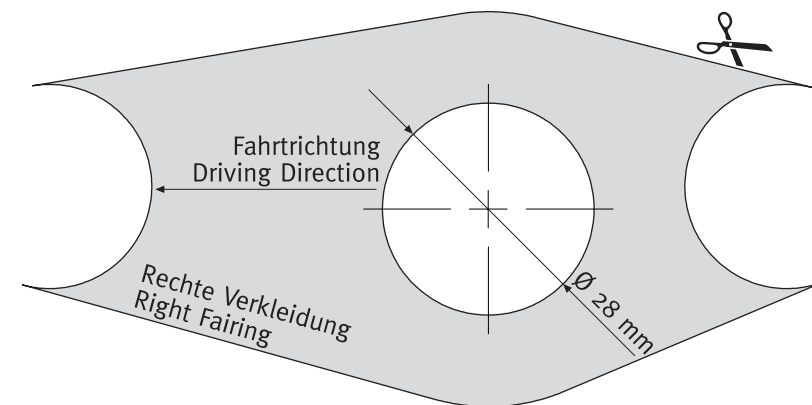 Fahrtrichtung
Driving Direction
Rechte Verkleidung
Right Fairing
Ø 28 mm